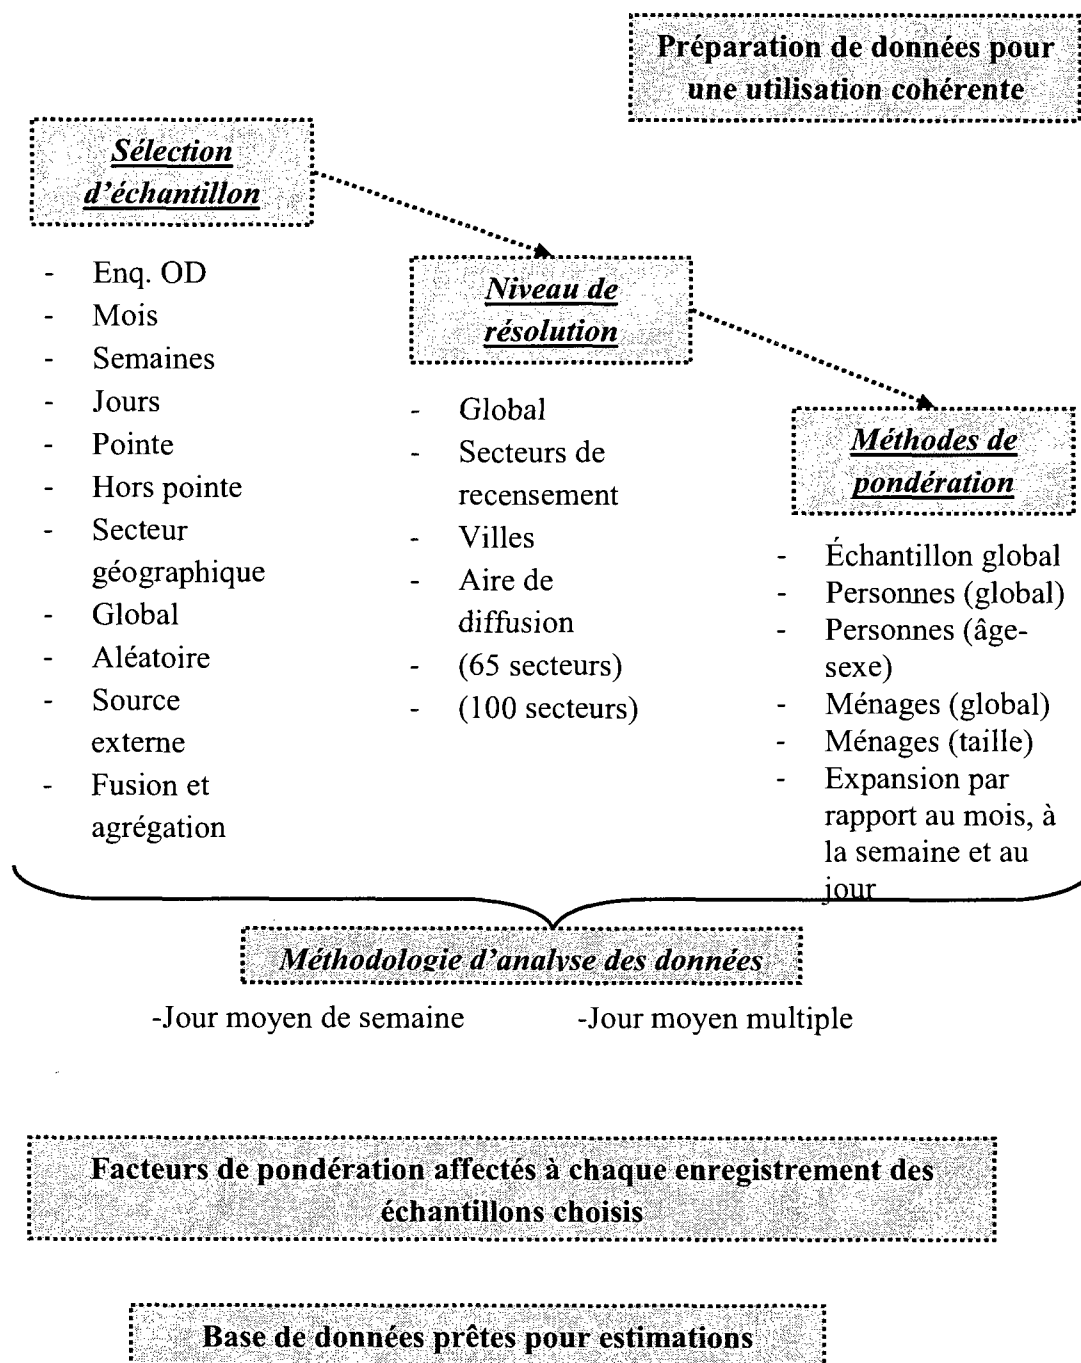 Préparation de données pour
une utilisation cohérente
Sélection
d'échantillon
- Enq. OD
- Mois
- Semaines
- Jours
- Pointe
- Hors pointe
- Secteur
géographique
- Global
- Aléatoire
- Source
externe
- Fusion et
agrégation
Niveau de
résolution
- Global
- Secteurs de
recensement
- Villes
- Aire de
diffusion
- (65 secteurs)
- (100 secteurs)
Méthodes de
pondération
- Échantillon global
- Personnes (global)
- Personnes (âge-
sexe)
- Ménages (global)
- Ménages (taille)
- Expansion par
rapport au mois, à
la semaine et au
jour
Méthodologie d'analyse des données
-Jour moyen de semaine
-Jour moyen multiple
Facteurs de pondération affectés à chaque enregistrement des
échantillons choisis
Base de données prêtes pour estimations